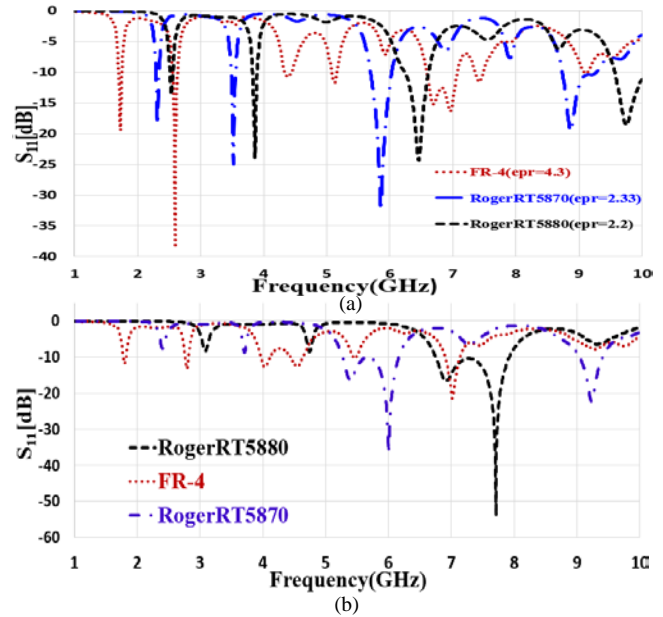 0
-5
-10
-15
-20
-25
-30
-35
-40
S11[dB]
FR-4(epr=4.3)
RogerRT5870(epr=2.33)
RogerRT5880(epr=2.2)
1 2 3 4 5 6 7 8 9 10
Frequency(GHz)
(a)
0
-10
-20
-30
-40
-50
-60
S11[dB]
RogerRT5880
FR-4
RogerRT5870
1 2 3 4 5 6 7 8 9 10
Frequency(GHz)
(b)